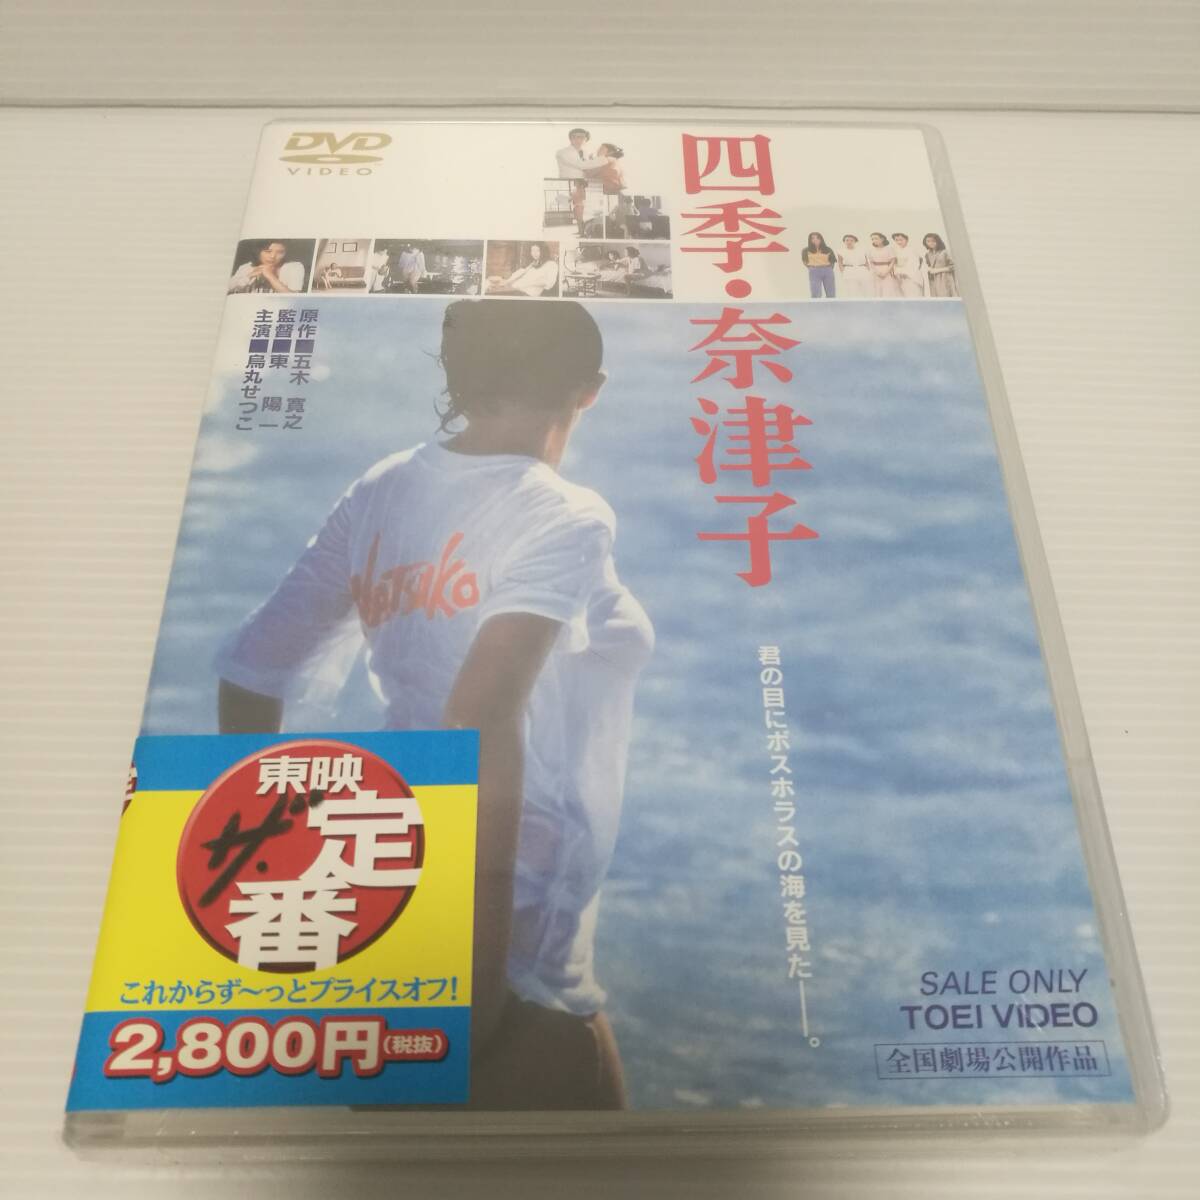 DVD
VIDEO
四季・奈津子
原作■五木 寛之
監督■東 陽一
主演■烏丸せつこ
NATSUKO
君の目にボスホラスの海を見た――。
東映
ザ・
定番
これからず〜っとプライスオフ!
2,800円(税抜)
SALE ONLY
TOEI VIDEO
全国劇場公開作品